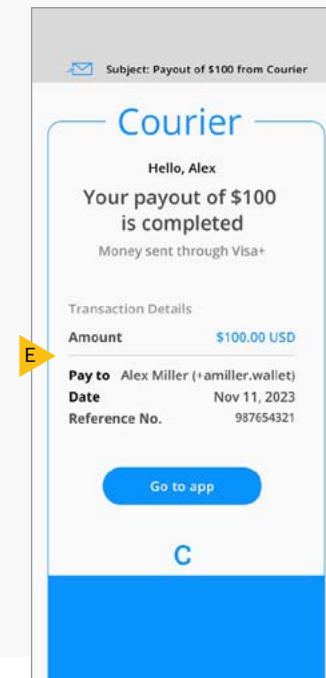 Subject: Payout of $100 from Courier
Courier
Hello, Alex
Your payout of $100
is completed
Money sent through Visa+
Transaction Details
Amount $100.00 USD
E
Pay to Alex Miller (+amiller.wallet)
Date Nov 11, 2023
Reference No. 987654321
Go to app
C